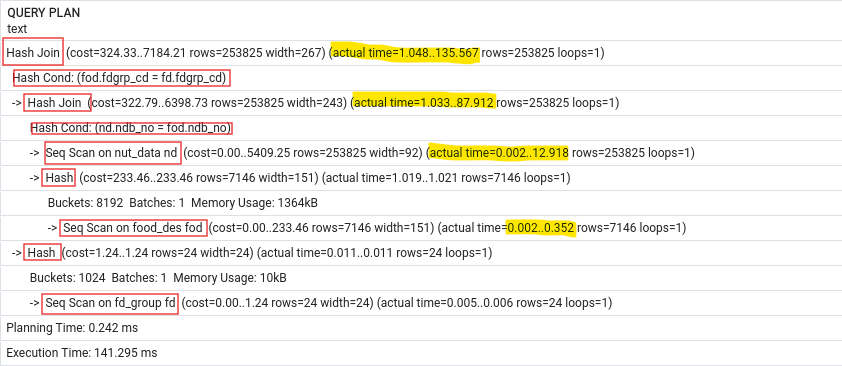 QUERY PLAN
text
Hash Join (cost=324.33..7184.21 rows=253825 width=267) (actual time=1.048..135.567 rows=253825 loops=1)
Hash Cond: (fod.fdgrp_cd = fd.fdgrp_cd)
-> Hash Join (cost=322.79..6398.73 rows=253825 width=243) (actual time=1.033..87.912 rows=253825 loops=1)
Hash Cond: (nd.ndb_no = fod.ndb_no)
-> Seq Scan on nut_data nd (cost=0.00..5409.25 rows=253825 width=92) (actual time=0.002..12.918 rows=253825 loops=1)
-> Hash (cost=233.46..233.46 rows=7146 width=151) (actual time=1.019..1.021 rows=7146 loops=1)
Buckets: 8192 Batches: 1 Memory Usage: 1364kB
-> Seq Scan on food_des fod (cost=0.00..233.46 rows=7146 width=151) (actual time=0.002..0.352 rows=7146 loops=1)
-> Hash (cost=1.24..1.24 rows=24 width=24) (actual time=0.011..0.011 rows=24 loops=1)
Buckets: 1024 Batches: 1 Memory Usage: 10kB
-> Seq Scan on fd_group fd (cost=0.00..1.24 rows=24 width=24) (actual time=0.005..0.006 rows=24 loops=1)
Planning Time: 0.242 ms
Execution Time: 141.295 ms